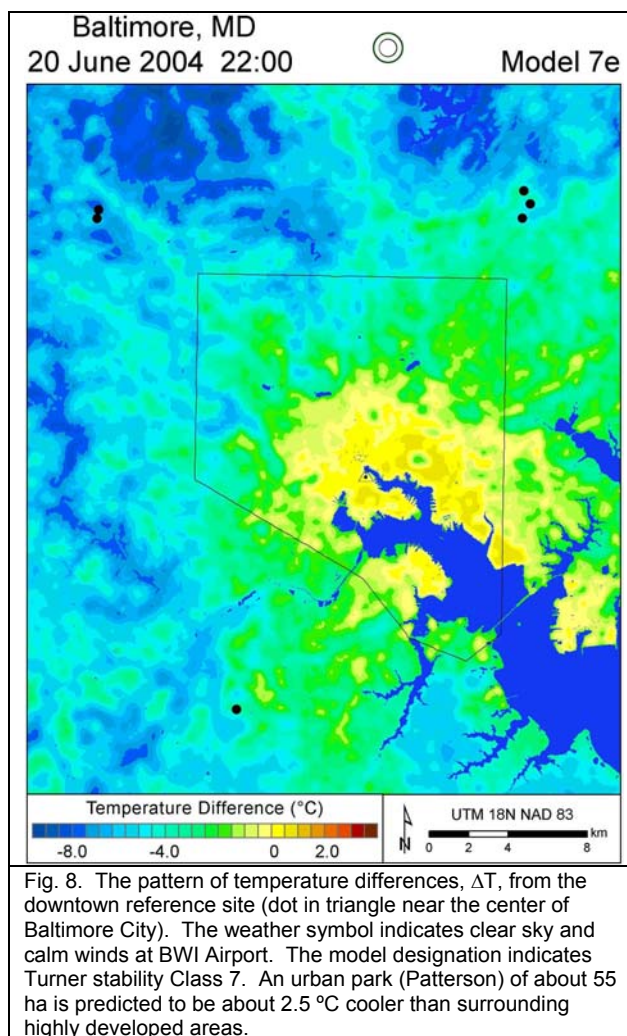 Baltimore, MD
20 June 2004 22:00 Model 7e
Temperature Difference (°C)
-8.0 -4.0 0 2.0
UTM 18N NAD 83
N 0 2 4 8 km
Fig. 8. The pattern of temperature differences, ΔT, from the
downtown reference site (dot in triangle near the center of
Baltimore City). The weather symbol indicates clear sky and
calm winds at BWI Airport. The model designation indicates
Turner stability Class 7. An urban park (Patterson) of about 55
ha is predicted to be about 2.5 ºC cooler than surrounding
highly developed areas.